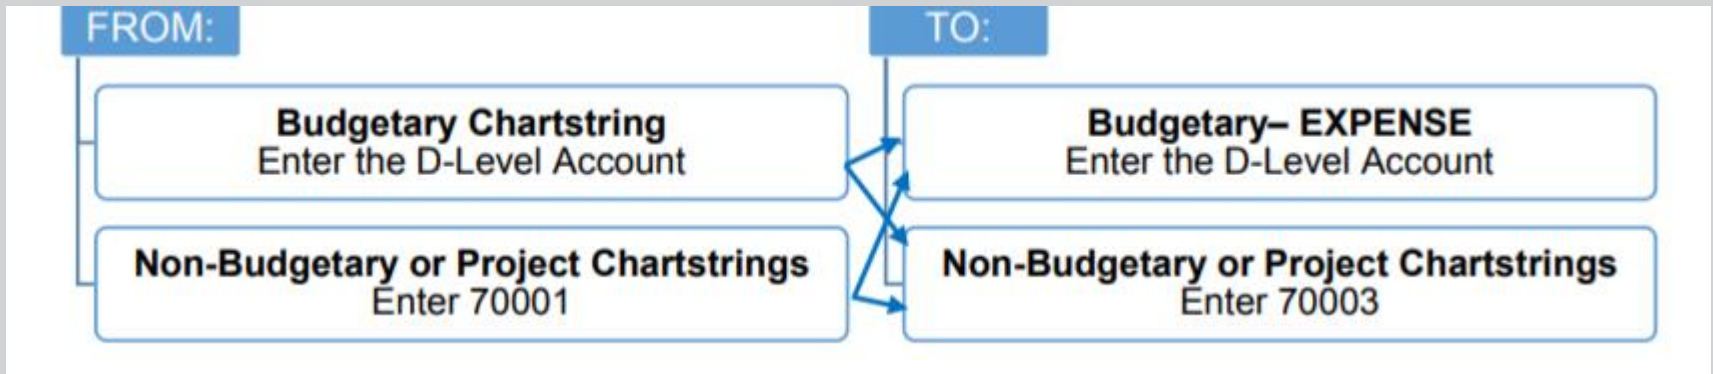 FROM:
Budgetary Chartstring
Enter the D-Level Account
Non-Budgetary or Project Chartstrings
Enter 70001
TO:
Budgetary– EXPENSE
Enter the D-Level Account
Non-Budgetary or Project Chartstrings
Enter 70003